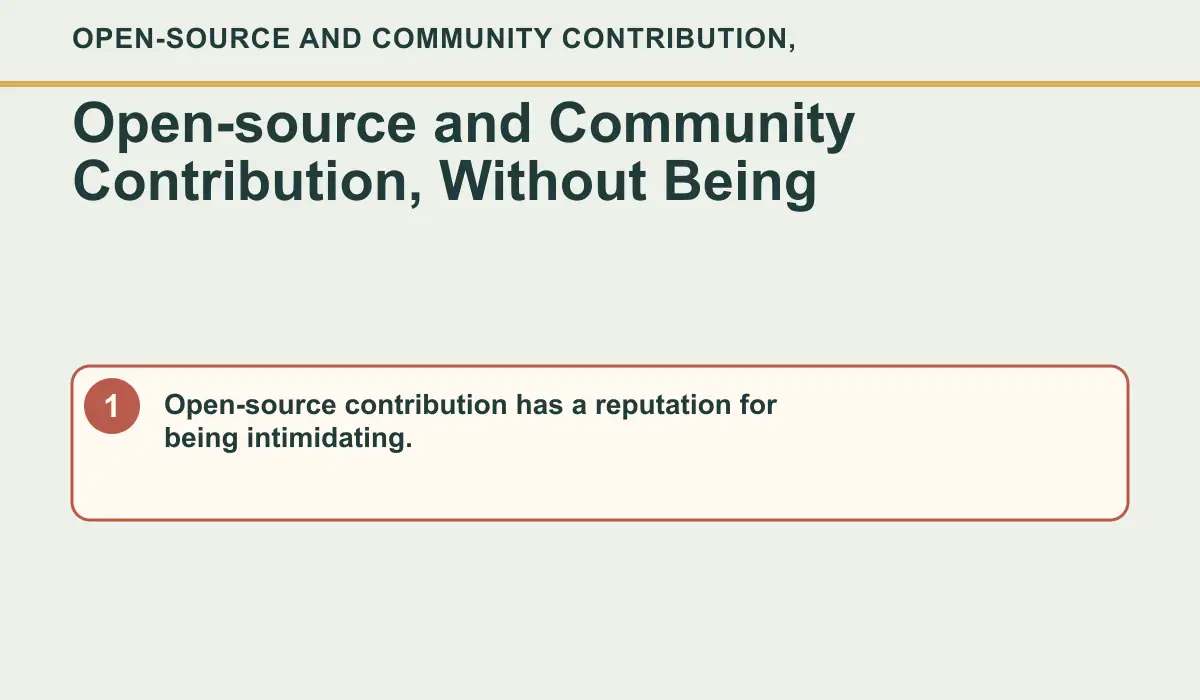 OPEN-SOURCE AND COMMUNITY CONTRIBUTION,
Open-source and Community
Contribution, Without Being
1
Open-source contribution has a reputation for
being intimidating.